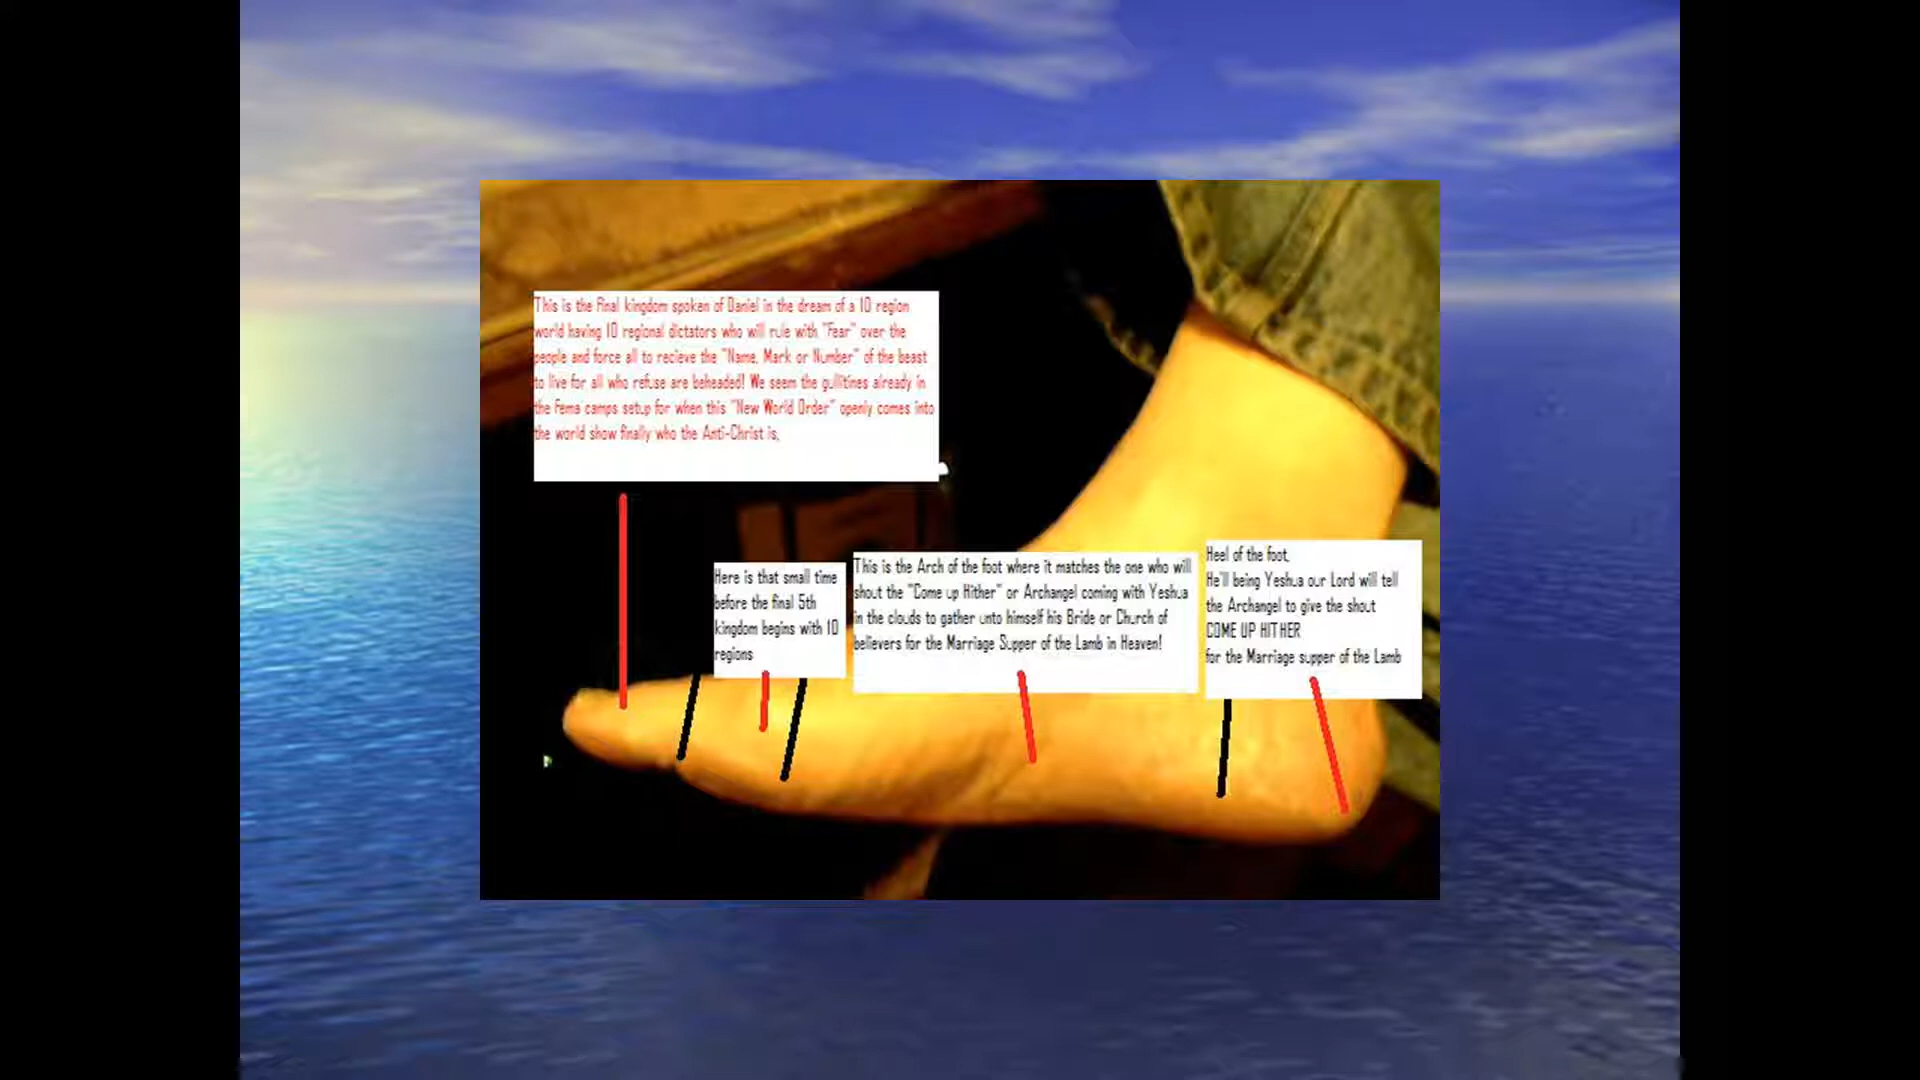 This is the final kingdom spoken of Daniel in the dream of a 10 region
world having 10 regional dictators who will rule with "Fear" over the
people and force all to recieve the "Name, Mark or Number" of the beast
to live for all who refuse are beheaded! We seem the gullitines already in
the Fema camps setup for when this "New World Order" openly comes into
the world show finally who the Anti-Christ is,
Here is that small time
before the final 5th
kingdom begins with 10
regions
This is the Arch of the foot where it matches the one who will
shout the "Come up Hither" or Archangel coming with Yeshua
in the clouds to gather unto himself his Bride or Church of
believers for the Marriage Supper of the Lamb in Heaven!
Heel of the foot,
He'll being Yeshua our Lord will tell
the Archangel to give the shout
COME UP HITHER
for the Marriage supper of the Lamb